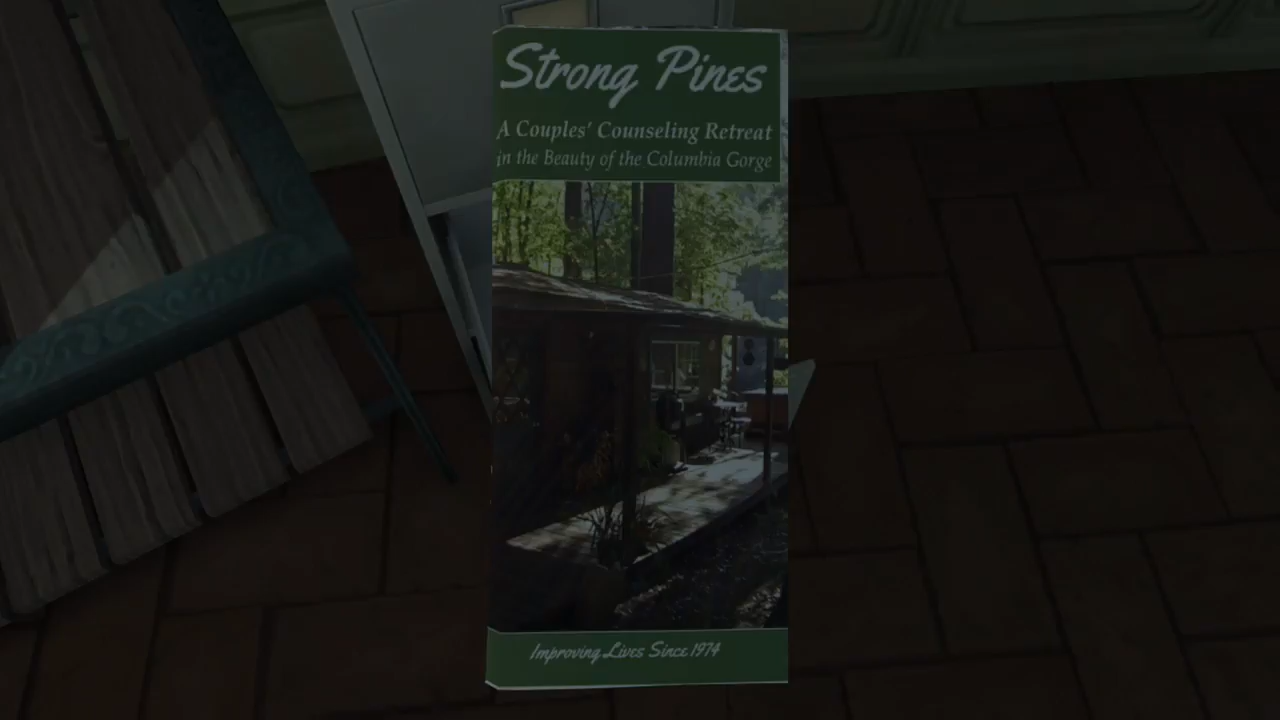 Strong Pines
A Couples' Counseling Retreat
in the Beauty of the Columbia Gorge
Improving Lives Since 1974